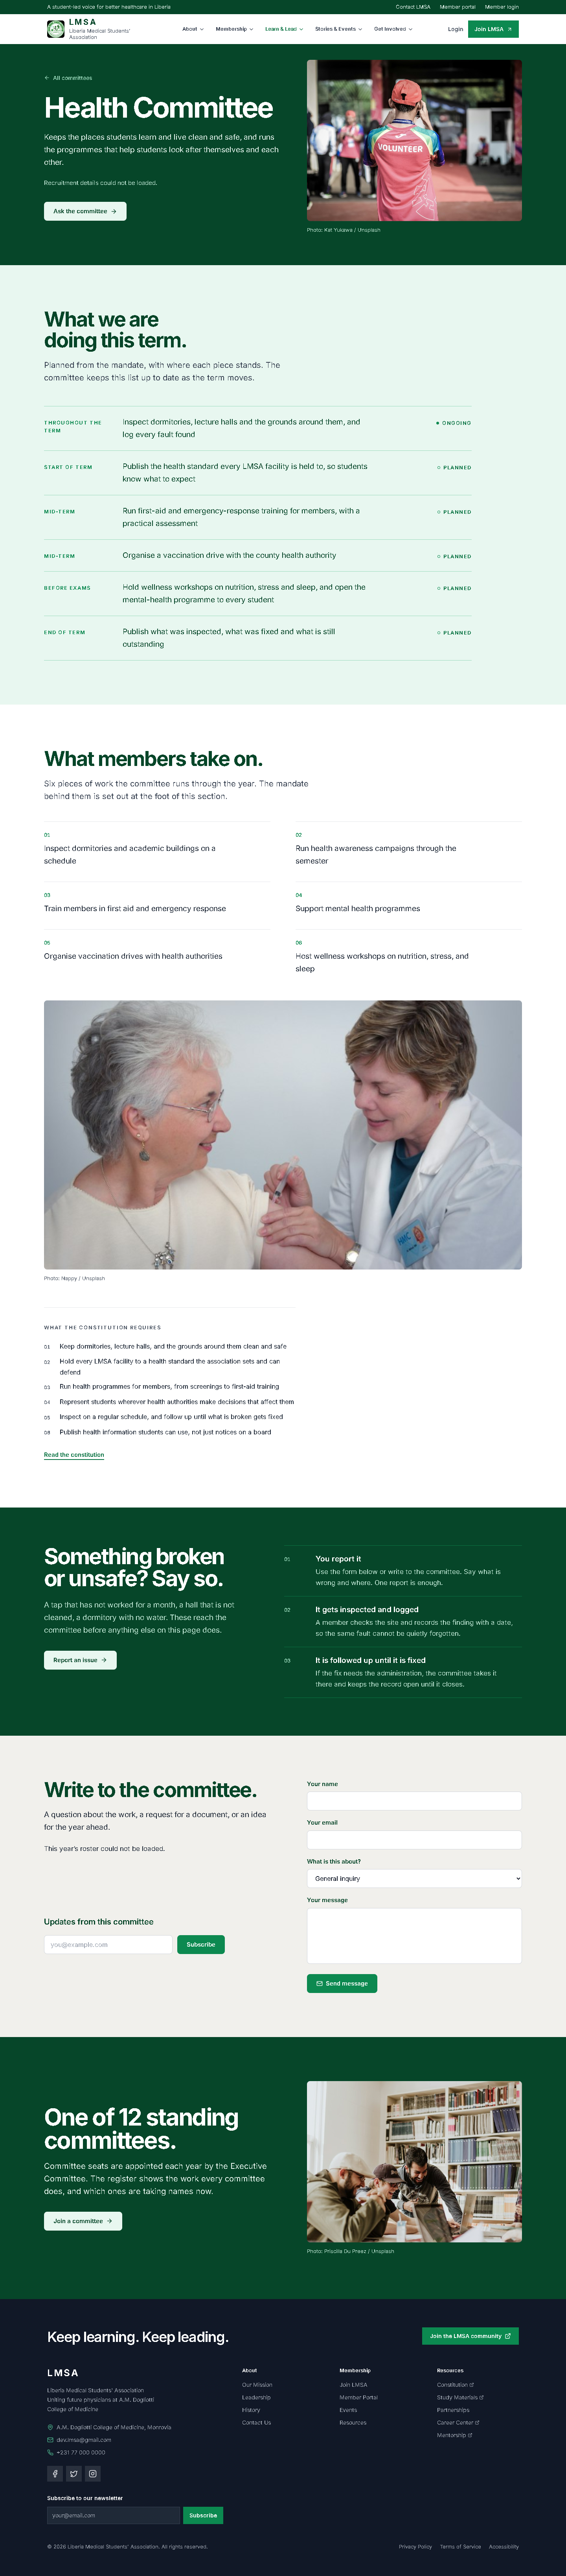 A student-led voice for better healthcare in Liberia
Contact LMSA
Member portal
Member login
LMSA
Liberia Medical Students'
Association
About
Membership
Learn & Lead
Stories & Events
Get Involved
Login
Join LMSA
All committees
Health Committee
Keeps the places students learn and live clean and safe, and runs
the programmes that help students look after themselves and each
other.
Recruitment details could not be loaded.
Ask the committee
VOLUNTEER
Photo: Kat Yukawa / Unsplash
What we are
doing this term.
Planned from the mandate, with where each piece stands. The
committee keeps this list up to date as the term moves.
THROUGHOUT THE
TERM
Inspect dormitories, lecture halls and the grounds around them, and
log every fault found
ONGOING
START OF TERM
Publish the health standard every LMSA facility is held to, so students
know what to expect
PLANNED
MID-TERM
Run first-aid and emergency-response training for members, with a
practical assessment
PLANNED
MID-TERM
Organise a vaccination drive with the county health authority
PLANNED
BEFORE EXAMS
Hold wellness workshops on nutrition, stress and sleep, and open the
mental-health programme to every student
PLANNED
END OF TERM
Publish what was inspected, what was fixed and what is still
outstanding
PLANNED
What members take on.
Six pieces of work the committee runs through the year. The mandate
behind them is set out at the foot of this section.
01
Inspect dormitories and academic buildings on a
schedule
02
Run health awareness campaigns through the
semester
03
Train members in first aid and emergency response
04
Support mental health programmes
05
Organise vaccination drives with health authorities
06
Host wellness workshops on nutrition, stress and
sleep
Photo: Nappy / Unsplash
WHAT THE CONSTITUTION REQUIRES
01 Keep dormitories, lecture halls, and the grounds around them clean and safe
02 Hold every LMSA facility to a health standard the association sets and can
defend
03 Run health programmes for members, from screenings to first-aid training
04 Represent students wherever health authorities make decisions that affect them
05 Inspect on a regular schedule, and follow up until what is broken gets fixed
06 Publish health information students can use, not just notices on a board
Read the constitution
Something broken
or unsafe? Say so.
A tap that has not worked for a month, a hall that is not
cleaned, a dormitory with no water. These reach the
committee before anything else on this page does.
Report an issue
01
You report it
Use the form below or write to the committee. Say what is
wrong and where. One report is enough.
02
It gets inspected and logged
A member checks the site and records the finding with a date,
so the same fault cannot be quietly forgotten.
03
It is followed up until it is fixed
If the fix needs the administration, the committee takes it
there and keeps the record open until it closes.
Write to the committee.
A question about the work, a request for a document, or an idea
for the year ahead.
This year's roster could not be loaded.
Updates from this committee
you@example.com
Subscribe
Your name
Your email
What is this about?
General inquiry
Your message
Send message
One of 12 standing
committees.
Committee seats are appointed each year by the Executive
Committee. The register shows the work every committee
does, and which ones are taking names now.
Join a committee
Photo: Priscilla Du Preez / Unsplash
Keep learning. Keep leading.
Join the LMSA community
LMSA
Liberia Medical Students' Association
Uniting future physicians at A.M. Dogliotti
College of Medicine
A.M. Dogliotti College of Medicine, Monrovia
dev.lmsa@gmail.com
+231 77 000 0000
About
Our Mission
Leadership
History
Contact Us
Membership
Join LMSA
Member Portal
Events
Resources
Resources
Constitution
Study Materials
Partnerships
Career Center
Mentorship
Subscribe to our newsletter
your@email.com
Subscribe
© 2026 Liberia Medical Students' Association. All rights reserved.
Privacy Policy
Terms of Service
Accessibility